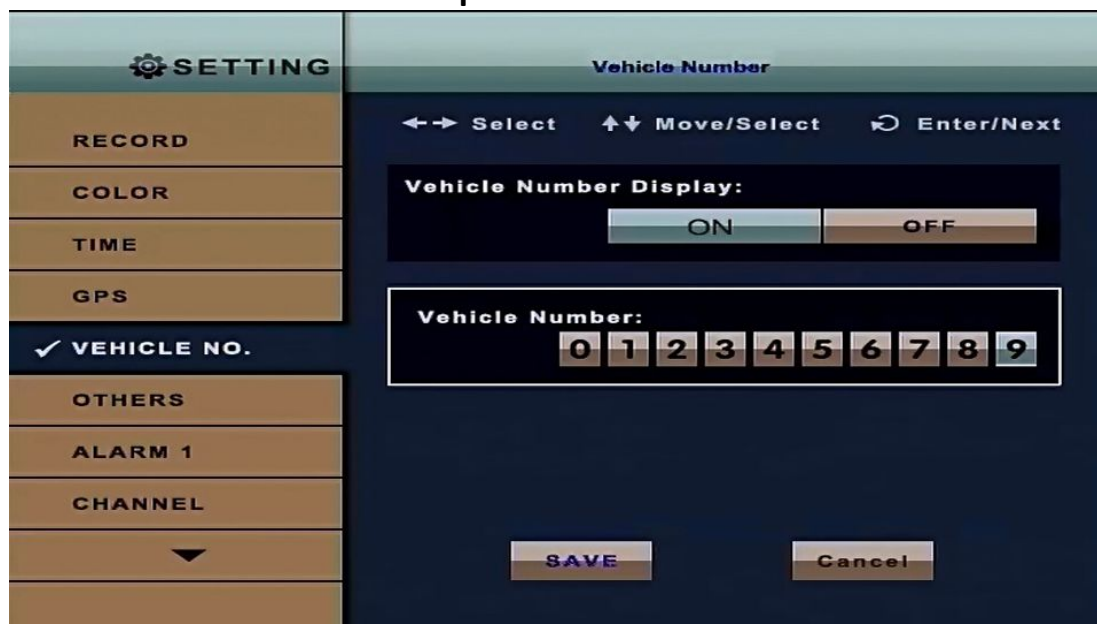 SETTING
Vehicle Number
RECORD
COLOR
TIME
GPS
VEHICLE NO.
OTHERS
ALARM 1
CHANNEL
Select Move/Select Enter/Next
Vehicle Number Display:
ON OFF
Vehicle Number:
0 1 2 3 4 5 6 7 8 9
SAVE Cancel